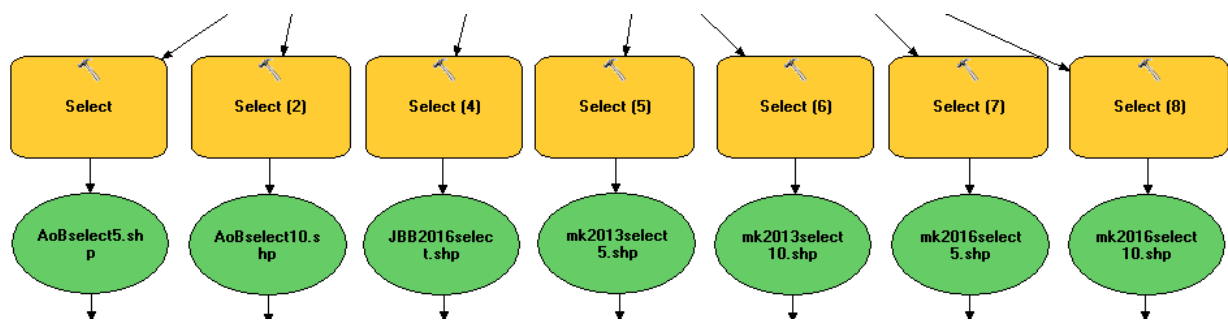 Select
Select (2)
Select (4)
Select (5)
Select (6)
Select (7)
Select (8)
AoBselect5.sh
p
AoBselect10.s
hp
JBB2016selec
t.shp
mk2013select
5.shp
mk2013select
10.shp
mk2016select
5.shp
mk2016select
10.shp